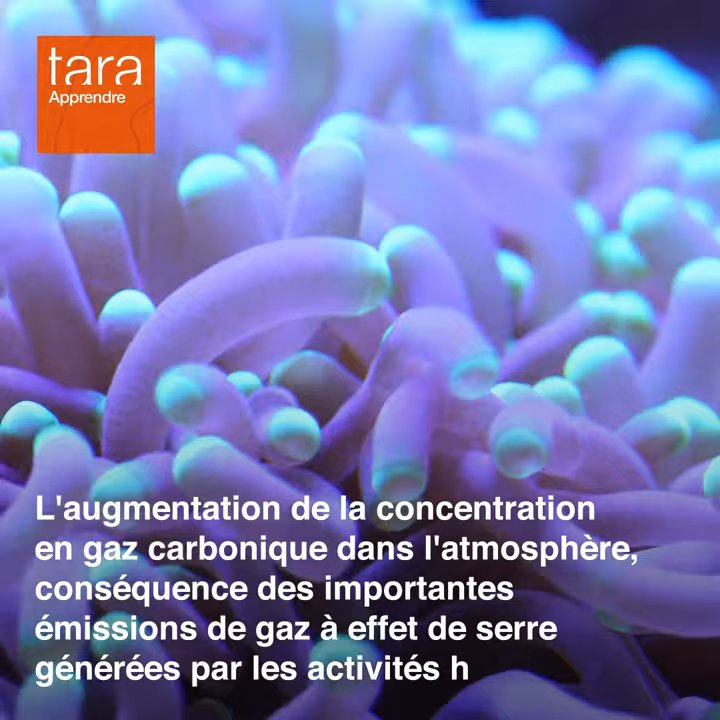 tara
Apprendre
L'augmentation de la concentration
en gaz carbonique dans l'atmosphère,
conséquence des importantes
émissions de gaz à effet de serre
générées par les activités h